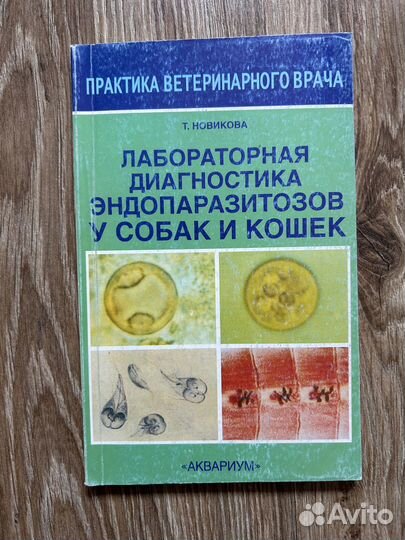 ПРАКТИКА ВЕТЕРИНАРНОГО ВРАЧА
Т. НОВИКОВА
ЛАБОРАТОРНАЯ
ДИАГНОСТИКА
ЭНДОПАРАЗИТОЗОВ
У СОБАК И КОШЕК
«АКВАРИУМ»
Avito